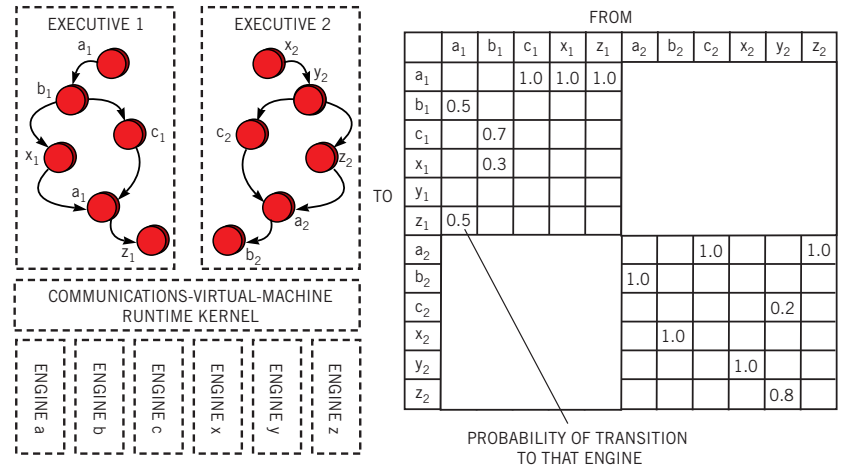 EXECUTIVE 1
a1
b1
c1
x1
a1
z1
EXECUTIVE 2
x2
y2
c2
z2
a2
b2
COMMUNICATIONS-VIRTUAL-MACHINE
RUNTIME KERNEL
ENGINE a
ENGINE b
ENGINE c
ENGINE x
ENGINE y
ENGINE z
FROM
a1 b1 c1 x1 z1 a2 b2 c2 x2 y2 z2
TO
a1 1.0 1.0 1.0
b1 0.5
c1 0.7
x1 0.3
y1
z1 0.5
a2 1.0 1.0
b2 1.0
c2 0.2
x2 1.0
y2 1.0
z2 0.8
PROBABILITY OF TRANSITION
TO THAT ENGINE